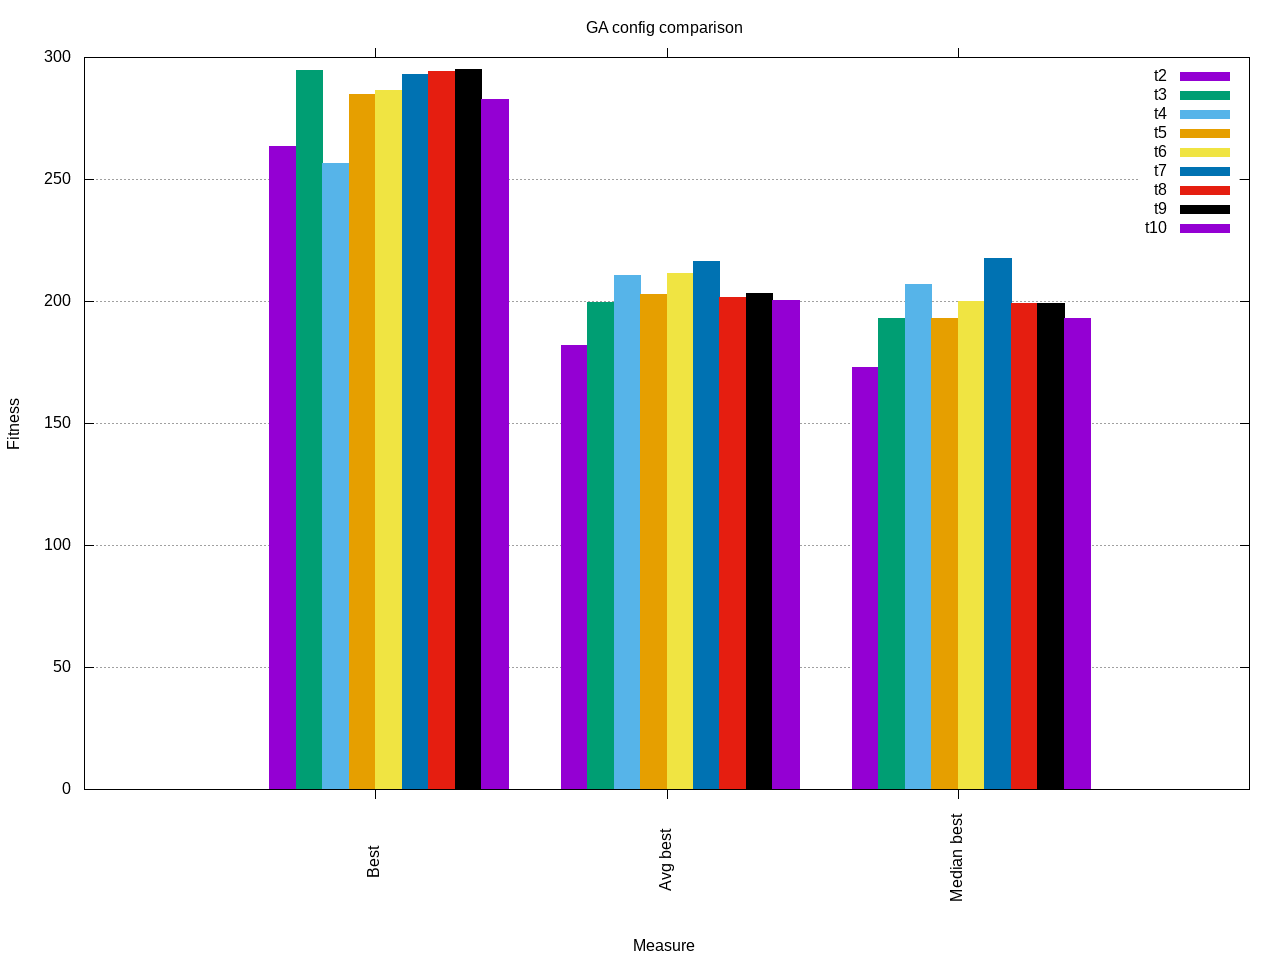 GA config comparison
300
250
200
150
100
50
0
Fitness
t2
t3
t4
t5
t6
t7
t8
t9
t10
Best
Avg best
Median best
Measure